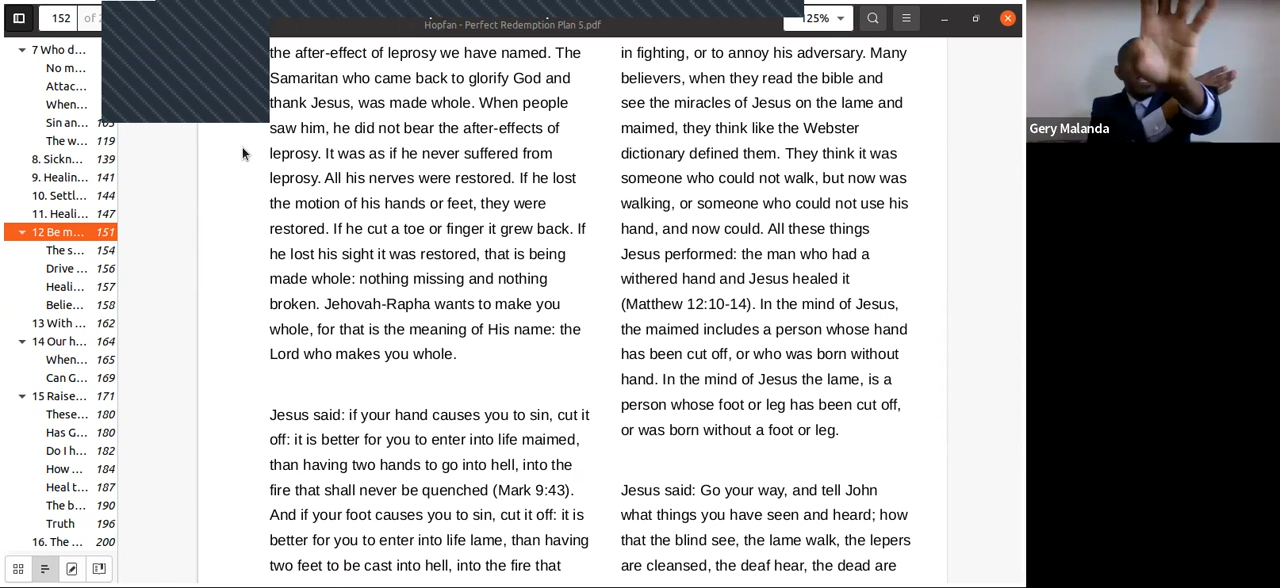 152
of 2
Hopfan - Perfect Redemption Plan 5.pdf
125%
7 Who d…
No m…
Attac…
When…
Sin an… 105
The w… 119
8. Sickn… 139
9. Healin… 141
10. Settl… 144
11. Heali… 147
12 Be m… 151
The s… 154
Drive … 156
Heali… 157
Belie… 158
13 With … 162
14 Our h… 164
When… 165
Can G… 169
15 Raise… 171
These… 180
Has G… 180
Do I h… 182
How … 184
Heal t… 187
The b… 190
Truth 196
16. The … 200
the after-effect of leprosy we have named. The
Samaritan who came back to glorify God and
thank Jesus, was made whole. When people
saw him, he did not bear the after-effects of
leprosy. It was as if he never suffered from
leprosy. All his nerves were restored. If he lost
the motion of his hands or feet, they were
restored. If he cut a toe or finger it grew back. If
he lost his sight it was restored, that is being
made whole: nothing missing and nothing
broken. Jehovah-Rapha wants to make you
whole, for that is the meaning of His name: the
Lord who makes you whole.
Jesus said: if your hand causes you to sin, cut it
off: it is better for you to enter into life maimed,
than having two hands to go into hell, into the
fire that shall never be quenched (Mark 9:43).
And if your foot causes you to sin, cut it off: it is
better for you to enter into life lame, than having
two feet to be cast into hell, into the fire that
in fighting, or to annoy his adversary. Many
believers, when they read the bible and
see the miracles of Jesus on the lame and
maimed, they think like the Webster
dictionary defined them. They think it was
someone who could not walk, but now was
walking, or someone who could not use his
hand, and now could. All these things
Jesus performed: the man who had a
withered hand and Jesus healed it
(Matthew 12:10-14). In the mind of Jesus,
the maimed includes a person whose hand
has been cut off, or who was born without
hand. In the mind of Jesus the lame, is a
person whose foot or leg has been cut off,
or was born without a foot or leg.
Jesus said: Go your way, and tell John
what things you have seen and heard; how
that the blind see, the lame walk, the lepers
are cleansed, the deaf hear, the dead are
Gery Malanda